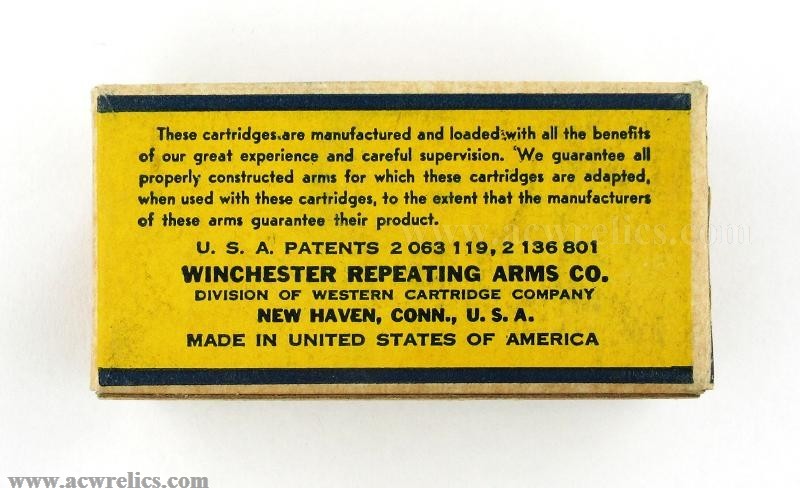 These cartridges are manufactured and loaded with all the benefits
of our great experience and careful supervision. We guarantee all
properly constructed arms for which these cartridges are adapted,
when used with these cartridges, to the extent that the manufacturers
of these arms guarantee their product.
U. S. A. PATENTS 2 063 119, 2 136 801
WINCHESTER REPEATING ARMS CO.
DIVISION OF WESTERN CARTRIDGE COMPANY
NEW HAVEN, CONN., U. S. A.
MADE IN UNITED STATES OF AMERICA
www.acwrelics.com
www.acwrelics.com